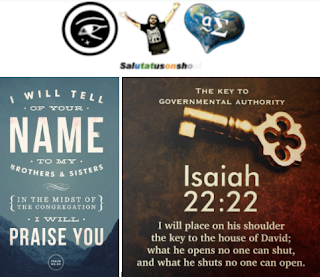 Salutatusonsho
I WILL TELL
OF YOUR
NAME
TO MY
BROTHERS & SISTERS
IN THE MIDST OF
THE CONGREGATION
I WILL
PRAISE YOU
THE KEY TO
GOVERNMENTAL AUTHORITY
Isaiah
22:22
I will place on his shoulder
the key to the house of David;
what he opens no one can shut,
and what he shuts no one can open.